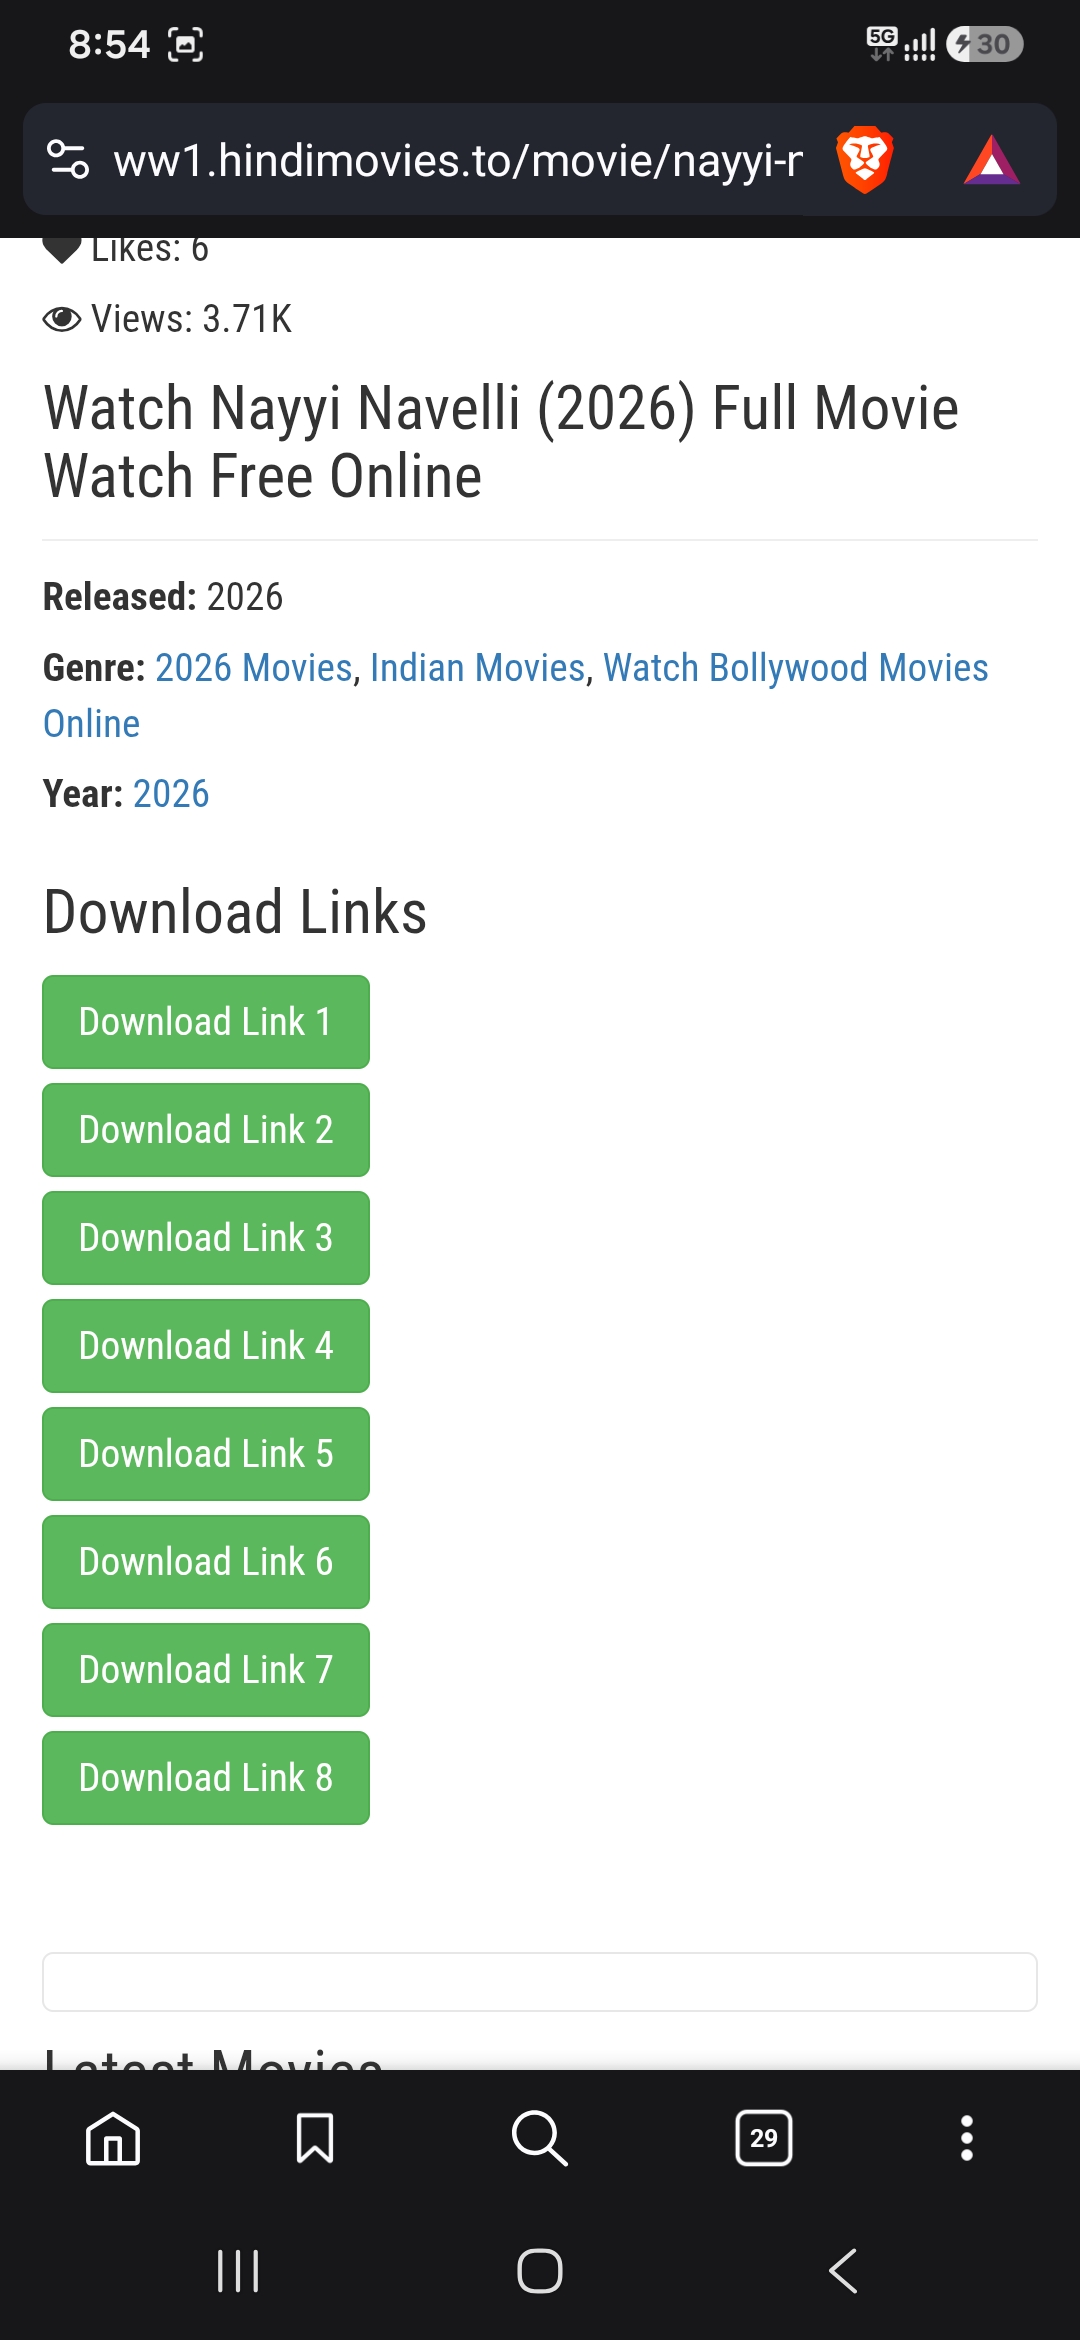 8:54
5G
30
ww1.hindimovies.to/movie/nayyi-r
Likes: 6
Views: 3.71K
Watch Nayyi Navelli (2026) Full Movie
Watch Free Online
Released: 2026
Genre: 2026 Movies, Indian Movies, Watch Bollywood Movies
Online
Year: 2026
Download Links
Download Link 1
Download Link 2
Download Link 3
Download Link 4
Download Link 5
Download Link 6
Download Link 7
Download Link 8
Latest Movies
29